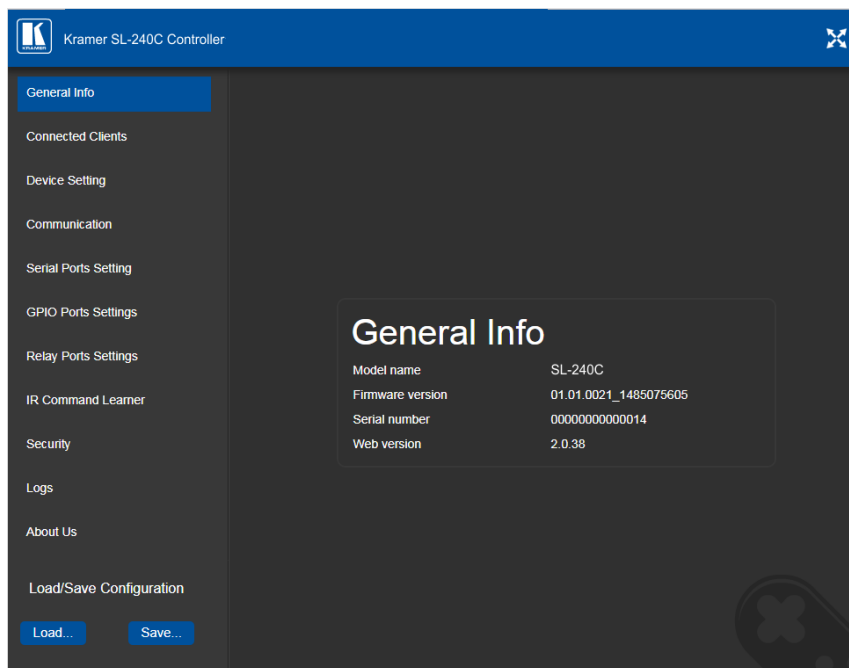 KRAMER
Kramer SL-240C Controller
General Info
Connected Clients
Device Setting
Communication
Serial Ports Setting
GPIO Ports Settings
Relay Ports Settings
IR Command Learner
Security
Logs
About Us
Load/Save Configuration
Load...
Save...
General Info
Model name SL-240C
Firmware version 01.01.0021_1485075605
Serial number 00000000000014
Web version 2.0.38